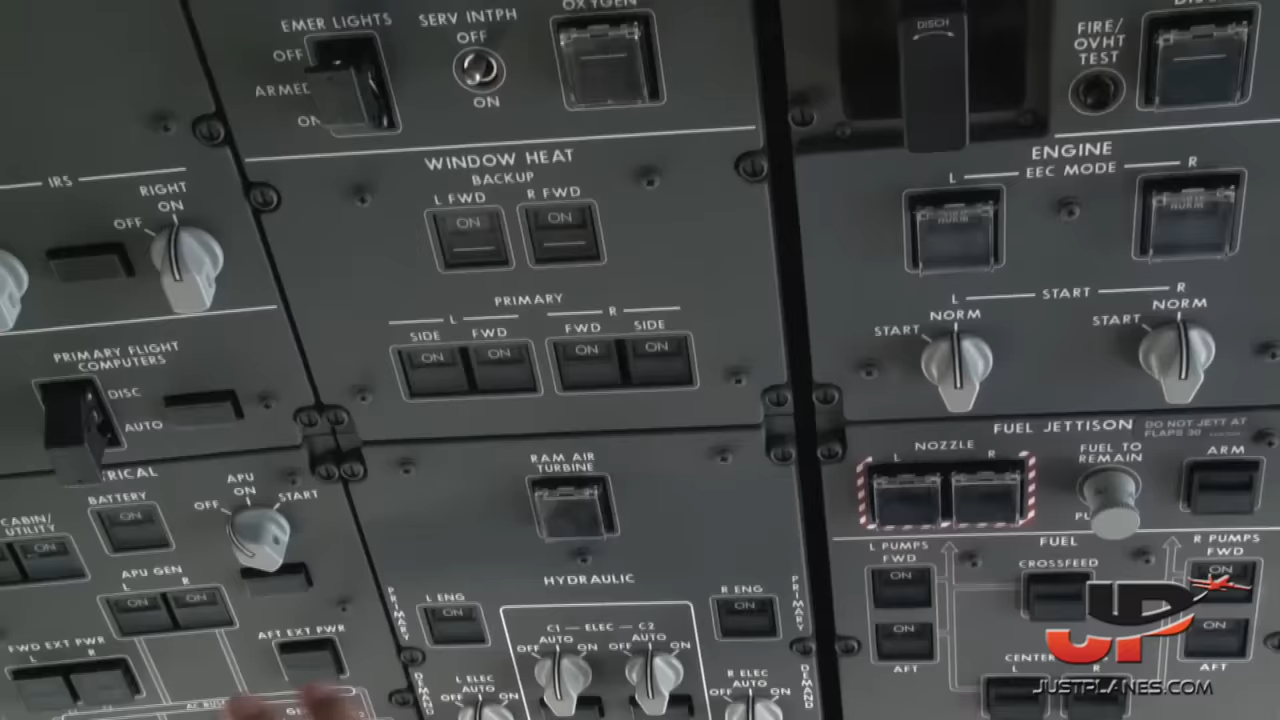 EMER LIGHTS
OFF
ARMED
ON
SERV INTPH
OFF
ON
OXYGEN
DISCH
FIRE/
OVHT
TEST
IRS
RIGHT
ON
OFF
WINDOW HEAT
BACKUP
L FWD
R FWD
ON
ON
PRIMARY
L
R
SIDE
FWD
FWD
SIDE
ON
ON
ON
ON
ENGINE
L
EEC MODE
R
NORM
NORM
L
START
R
NORM
START
NORM
START
PRIMARY FLIGHT
COMPUTERS
DISC
AUTO
BATTERY
ON
APU
ON
OFF
START
CABIN/
UTILITY
ON
APU GEN
L
R
ON
ON
FWD EXT PWR
L
R
AFT EXT PWR
RAM AIR
TURBINE
HYDRAULIC
PRIMARY
L ENG
ON
R ENG
ON
PRIMARY
C1 ELEC C2
AUTO
OFF
ON
AUTO
OFF
ON
DEMAND
L ELEC
AUTO
OFF
ON
R ELEC
AUTO
OFF
ON
DEMAND
FUEL JETTISON
DO NOT JETT AT
FLAPS 30
NOZZLE
L
R
FUEL TO
REMAIN
ARM
FUEL
L PUMPS
FWD
ON
ON
AFT
CROSSFEED
R PUMPS
FWD
ON
ON
AFT
CENTER
R
JP
JUSTPLANES.COM